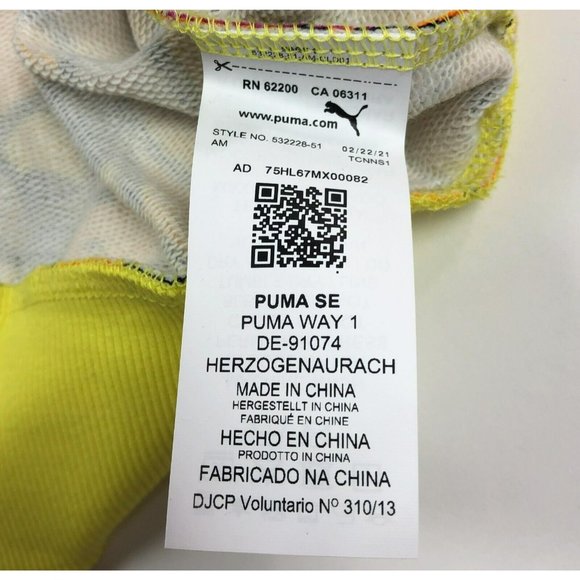 RN 62200 CA 06311
www.puma.com
STYLE NO. 532228-51 02/22/21
AM TCNNS1
AD 75HL67MX00082
PUMA SE
PUMA WAY 1
DE-91074
HERZOGENAURACH
MADE IN CHINA
HERGESTELLT IN CHINA
FABRIQUÉ EN CHINE
HECHO EN CHINA
PRODOTTO IN CHINA
FABRICADO NA CHINA
DJCP Voluntario Nº 310/13